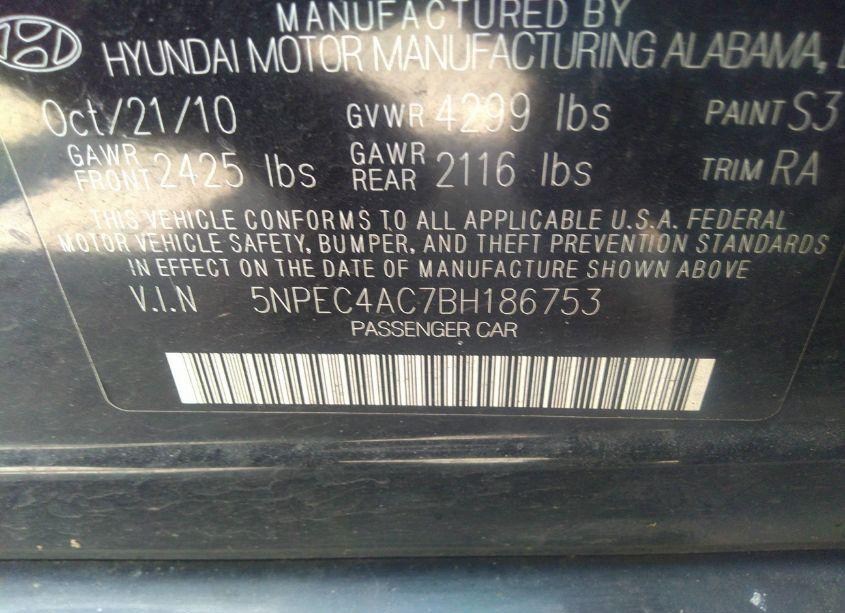 MANUFACTURED BY
HYUNDAI MOTOR MANUFACTURING ALABAMA,
Oct/21/10 GVWR 4299 lbs PAINT S3
GAWR FRONT 2425 lbs GAWR REAR 2116 lbs TRIM RA
THIS VEHICLE CONFORMS TO ALL APPLICABLE U.S.A. FEDERAL
MOTOR VEHICLE SAFETY, BUMPER, AND THEFT PREVENTION STANDARDS
IN EFFECT ON THE DATE OF MANUFACTURE SHOWN ABOVE
V.I.N 5NPEC4AC7BH186753
PASSENGER CAR